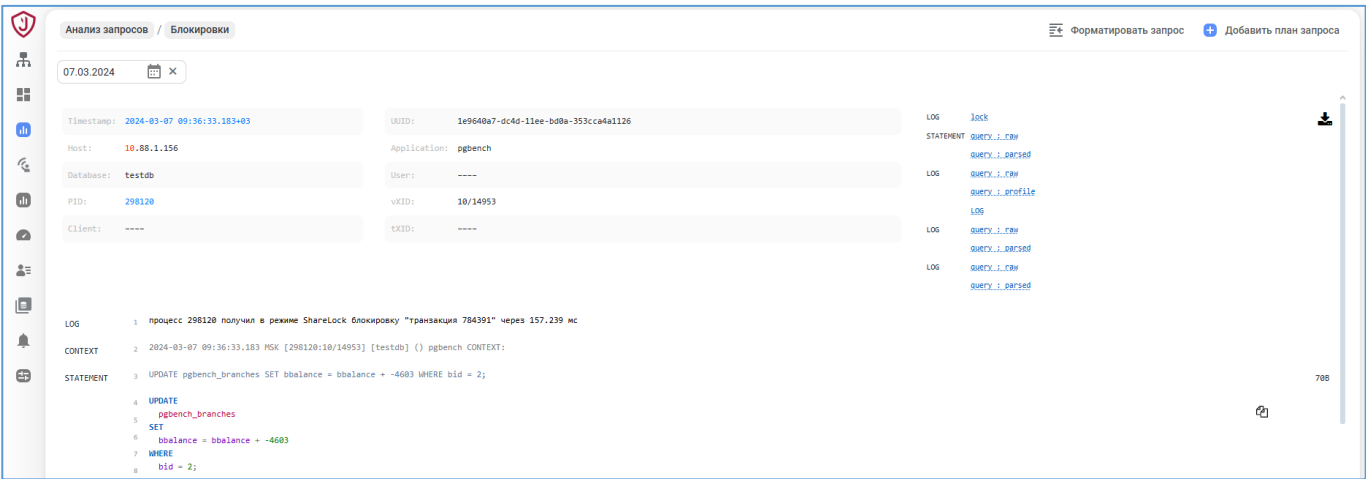 Анализ запросов / Блокировки
Форматировать запрос
Добавить план запроса
07.03.2024
Timestamp: 2024-03-07 09:36:33.183+03
UUID: 1e9640a7-dc4d-11ee-bd0a-353cca4a1126
Host: 10.88.1.156
Application: pgbench
Database: testdb
User: ----
PID: 298120
vXID: 10/14953
Client: ----
tXID: ----
LOG lock
STATEMENT query : raw
query : parsed
LOG query : raw
query : profile
LOG
LOG query : raw
query : parsed
LOG query : raw
query : parsed
LOG 1 процесс 298120 получил в режиме ShareLock блокировку "транзакция 784391" через 157.239 мс
CONTEXT 2 2024-03-07 09:36:33.183 MSK [298120:10/14953] [testdb] () pgbench CONTEXT:
STATEMENT 3 UPDATE pgbench_branches SET bbalance = bbalance + -4603 WHERE bid = 2; 70B
4 UPDATE
5 pgbench_branches
SET
6 bbalance = bbalance + -4603
7 WHERE
8 bid = 2;